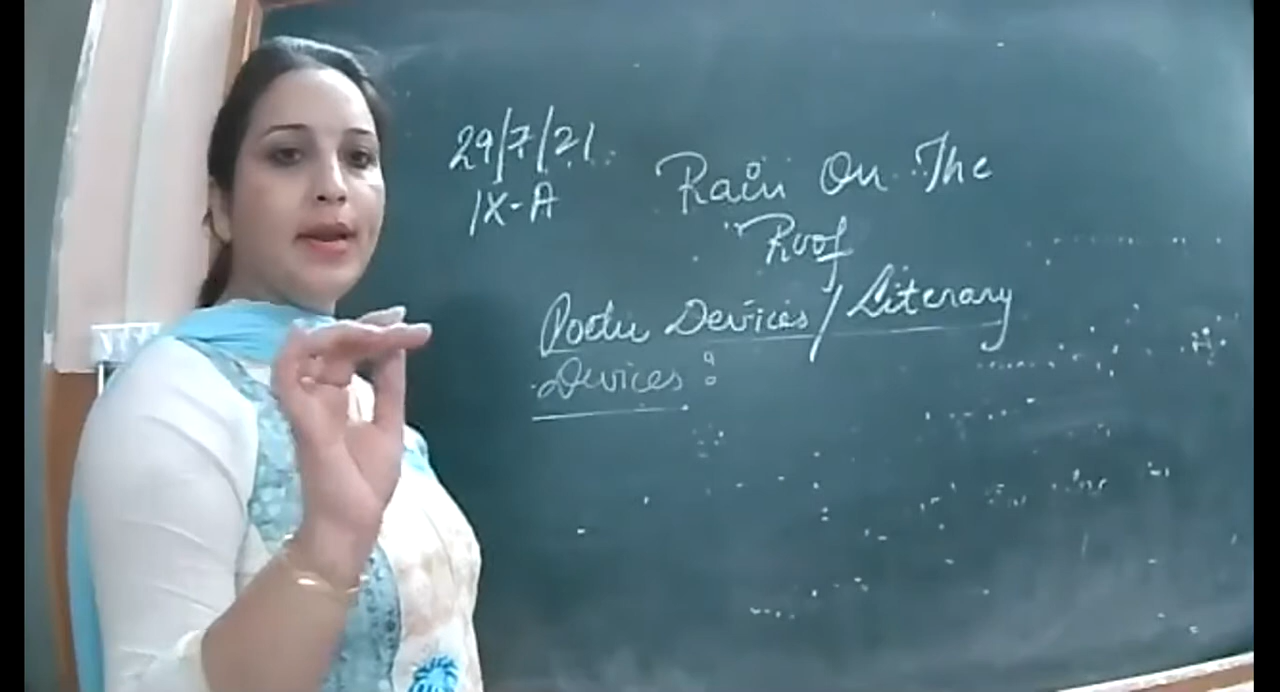 29/7/21.
IX-A
Rain On The
Roof
Poetic Devices / Literary
Devices :